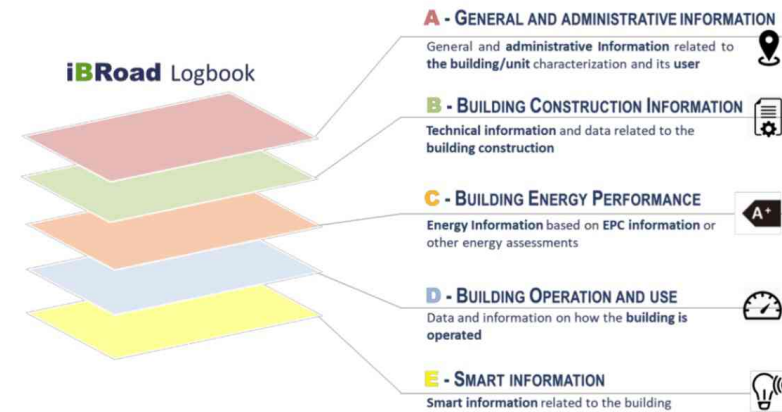 iBRoad Logbook
A - GENERAL AND ADMINISTRATIVE INFORMATION
General and administrative Information related to
the building/unit characterization and its user
B - BUILDING CONSTRUCTION INFORMATION
Technical information and data related to the
building construction
C - BUILDING ENERGY PERFORMANCE
Energy Information based on EPC information or
other energy assessments
A+
D - BUILDING OPERATION AND USE
Data and information on how the building is
operated
E - SMART INFORMATION
Smart information related to the building